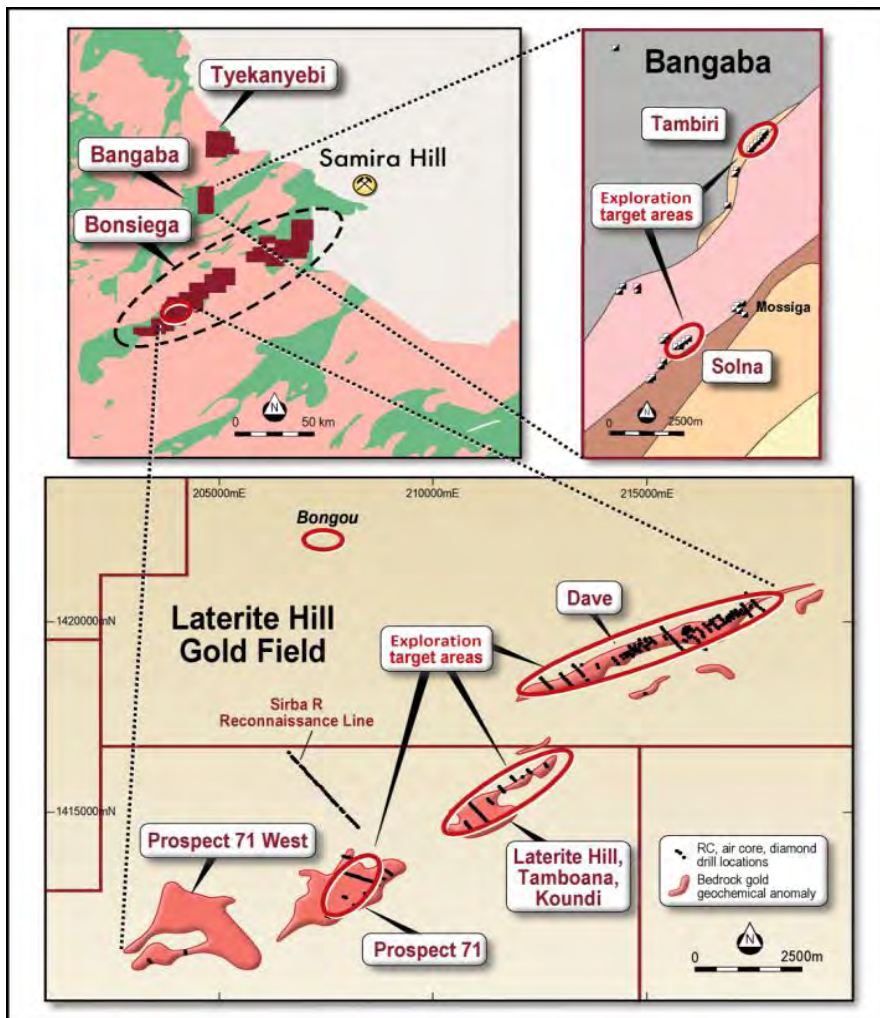 Tyekanyebi
Bangaba
Samira Hill
Bonsiega
N
0
50 km
Bangaba
Tambiri
Exploration
target areas
Mossiga
Solna
N
0
2500m
205000mE
210000mE
215000mE
Bongou
1420000mN
Laterite Hill
Gold Field
Dave
Exploration
target areas
Sirba R
Reconnaissance Line
1415000mN
Prospect 71 West
Laterite Hill,
Tamboana,
Koundi
Prospect 71
RC, air core, diamond
drill locations
Bedrock gold
geochemical anomaly
N
0
2500m